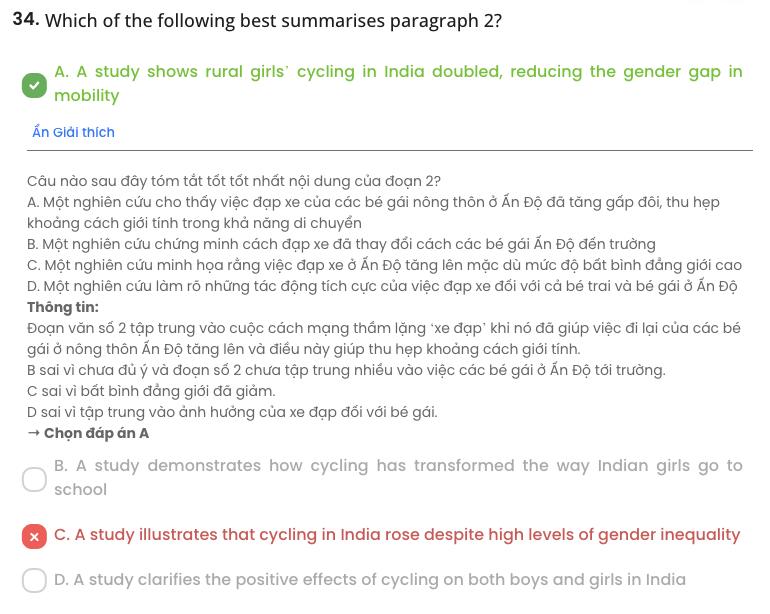 34. Which of the following best summarises paragraph 2?
A. A study shows rural girls' cycling in India doubled, reducing the gender gap in
mobility
Ẩn Giải thích
Câu nào sau đây tóm tắt tốt tốt nhất nội dung của đoạn 2?
A. Một nghiên cứu cho thấy việc đạp xe của các bé gái nông thôn ở Ấn Độ đã tăng gấp đôi, thu hẹp
khoảng cách giới tính trong khả năng di chuyển
B. Một nghiên cứu chứng minh cách đạp xe đã thay đổi cách các bé gái Ấn Độ đến trường
C. Một nghiên cứu minh họa rằng việc đạp xe ở Ấn Độ tăng lên mặc dù mức độ bất bình đẳng giới cao
D. Một nghiên cứu làm rõ những tác động tích cực của việc đạp xe đối với cả bé trai và bé gái ở Ấn Độ
Thông tin:
Đoạn văn số 2 tập trung vào cuộc cách mạng thầm lặng 'xe đạp' khi nó đã giúp việc đi lại của các bé
gái ở nông thôn Ấn Độ tăng lên và điều này giúp thu hẹp khoảng cách giới tính.
B sai vì chưa đủ ý và đoạn số 2 chưa tập trung nhiều vào việc các bé gái ở Ấn Độ tới trường.
C sai vì bất bình đẳng giới đã giảm.
D sai vì tập trung vào ảnh hưởng của xe đạp đối với bé gái.
→ Chọn đáp án A
B. A study demonstrates how cycling has transformed the way Indian girls go to
school
C. A study illustrates that cycling in India rose despite high levels of gender inequality
D. A study clarifies the positive effects of cycling on both boys and girls in India